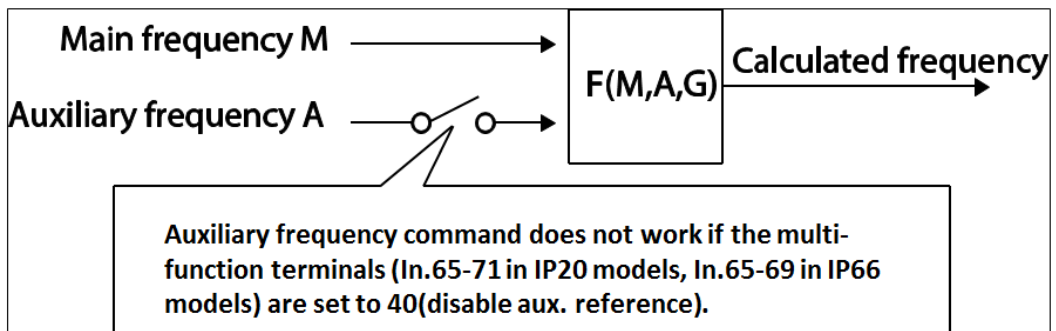 Main frequency M
Auxiliary frequency A
F(M,A,G)
Calculated frequency
Auxiliary frequency command does not work if the multi-
function terminals (In.65-71 in IP20 models, In.65-69 in IP66
models) are set to 40(disable aux. reference).